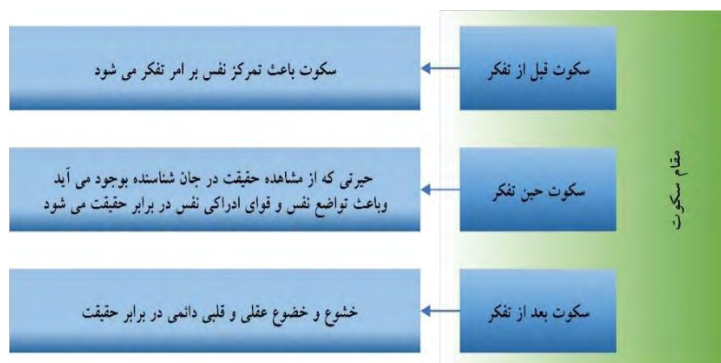 مقام سکوت
سکوت قبل از تفکر
سکوت باعث تمرکز نفس بر امر تفکر می شود
سکوت حین تفکر
حیرتی که از مشاهده حقیقت در جان شناسنده بوجود می آید
وباعث تواضع نفس و قوای ادراکی نفس در برابر حقیقت می شود
سکوت بعد از تفکر
خشوع و خضوع عقلی و قلبی دائمی در برابر حقیقت